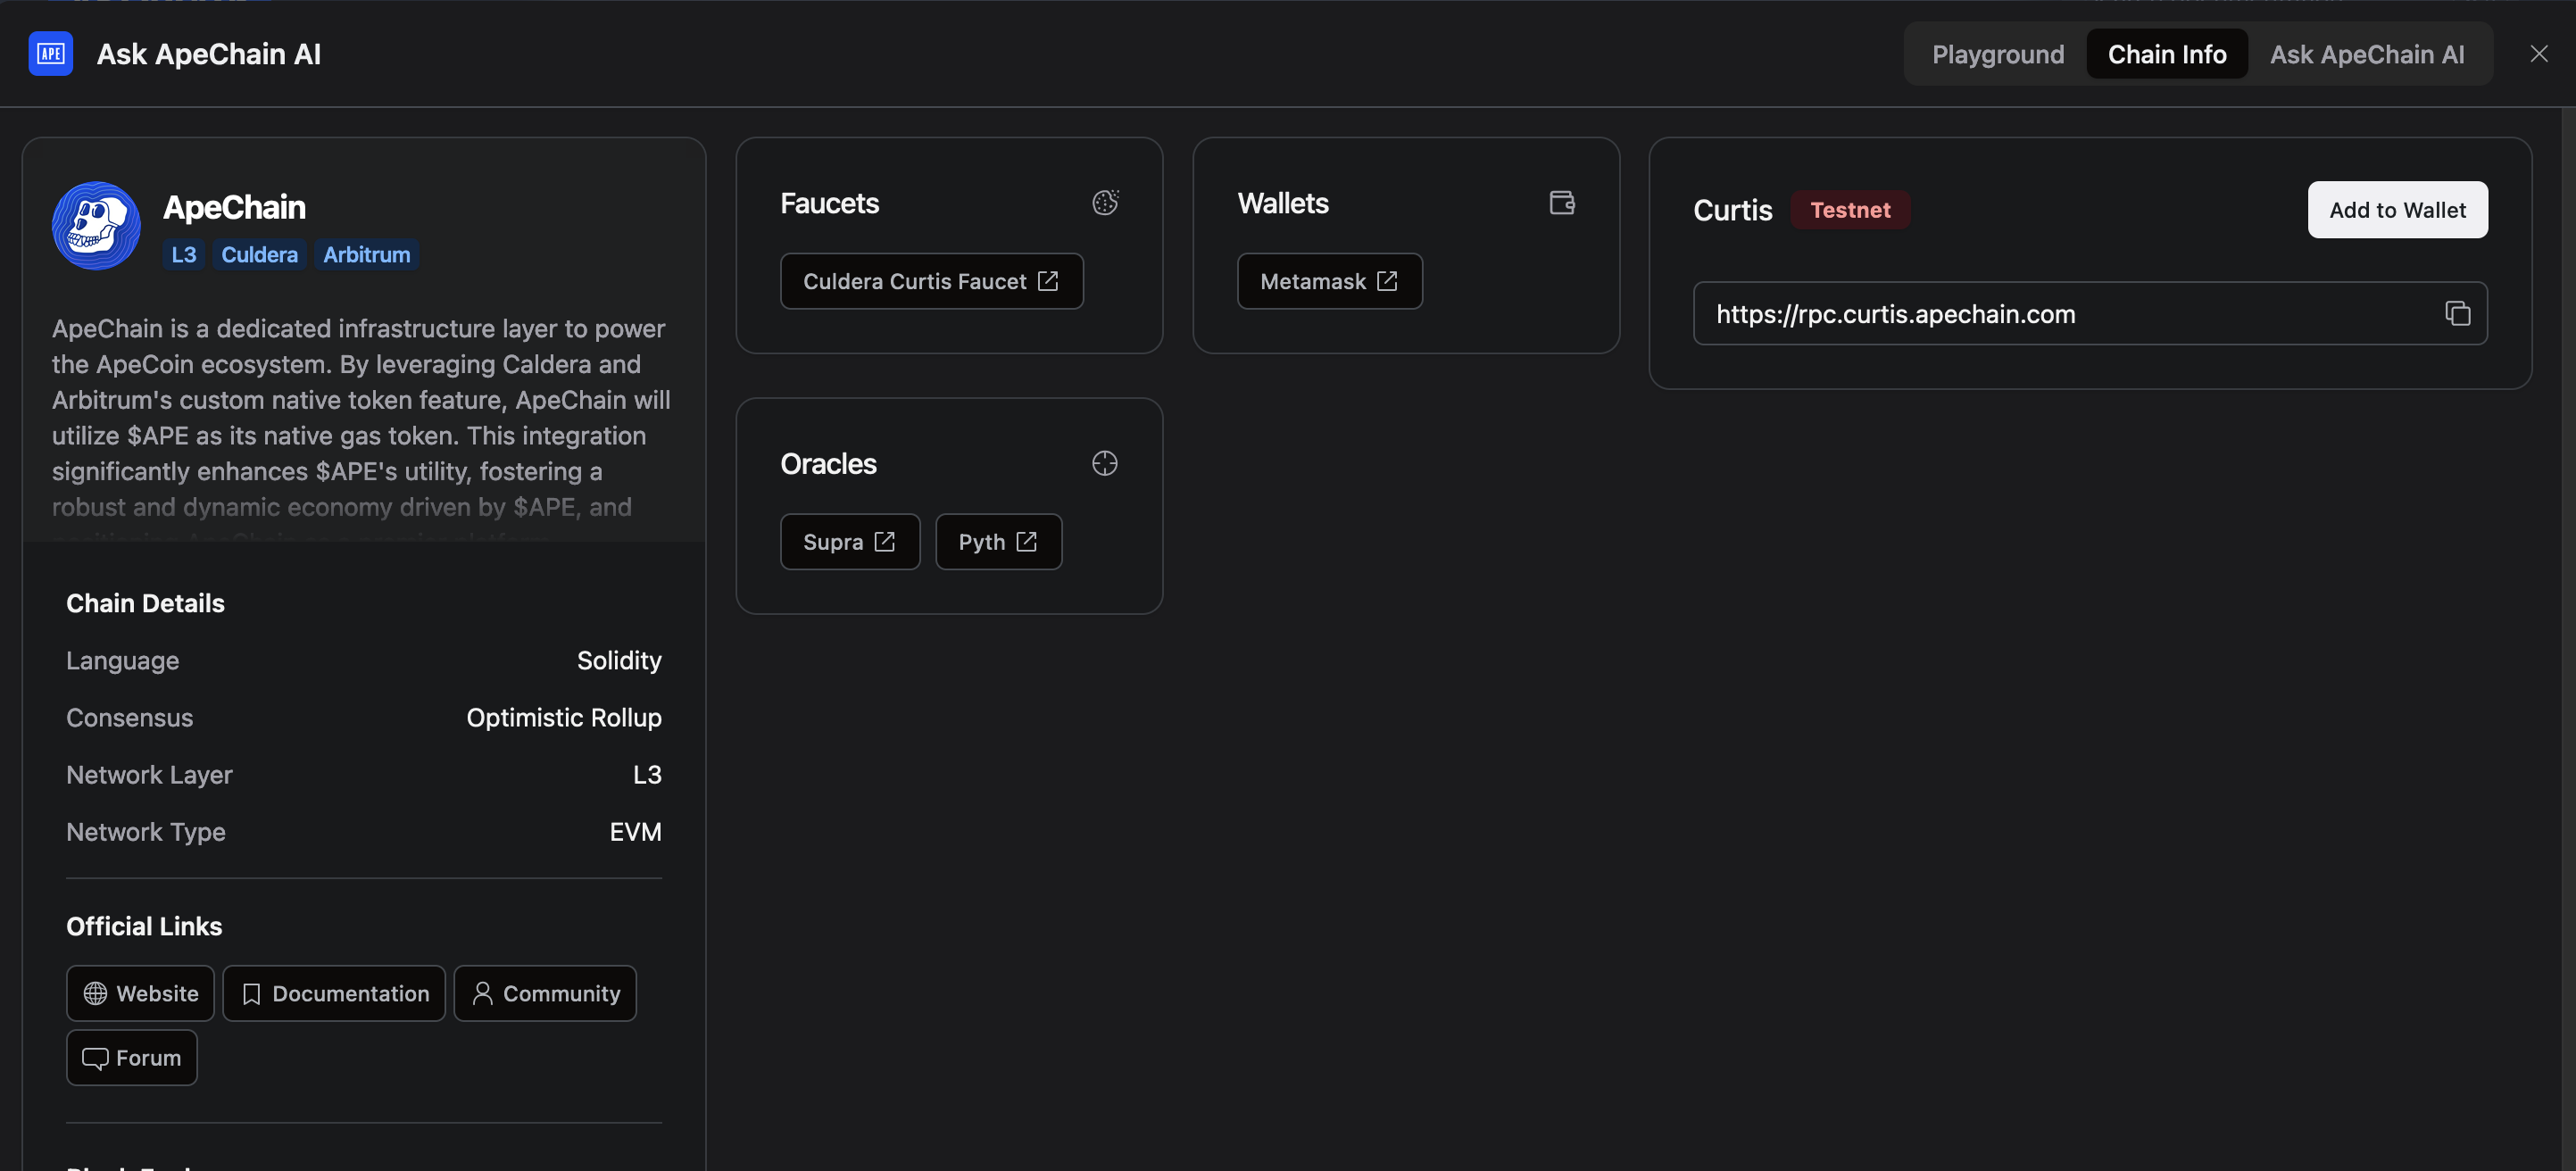 APE
Ask ApeChain AI
Playground
Chain Info
Ask ApeChain AI
ApeChain
L3
Culdera
Arbitrum
ApeChain is a dedicated infrastructure layer to power
the ApeCoin ecosystem. By leveraging Caldera and
Arbitrum's custom native token feature, ApeChain will
utilize $APE as its native gas token. This integration
significantly enhances $APE's utility, fostering a
robust and dynamic economy driven by $APE, and
Chain Details
Language
Solidity
Consensus
Optimistic Rollup
Network Layer
L3
Network Type
EVM
Official Links
Website
Documentation
Community
Forum
Faucets
Culdera Curtis Faucet
Wallets
Metamask
Oracles
Supra
Pyth
Curtis
Testnet
Add to Wallet
https://rpc.curtis.apechain.com